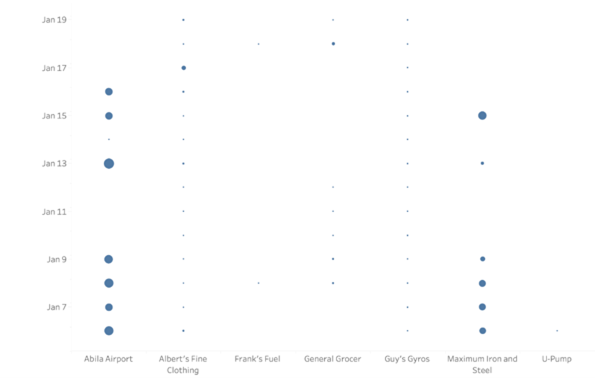 Jan 19
Jan 17
Jan 15
Jan 13
Jan 11
Jan 9
Jan 7
Abila Airport
Albert's Fine
Clothing
Frank's Fuel
General Grocer
Guy's Gyros
Maximum Iron and
Steel
U-Pump